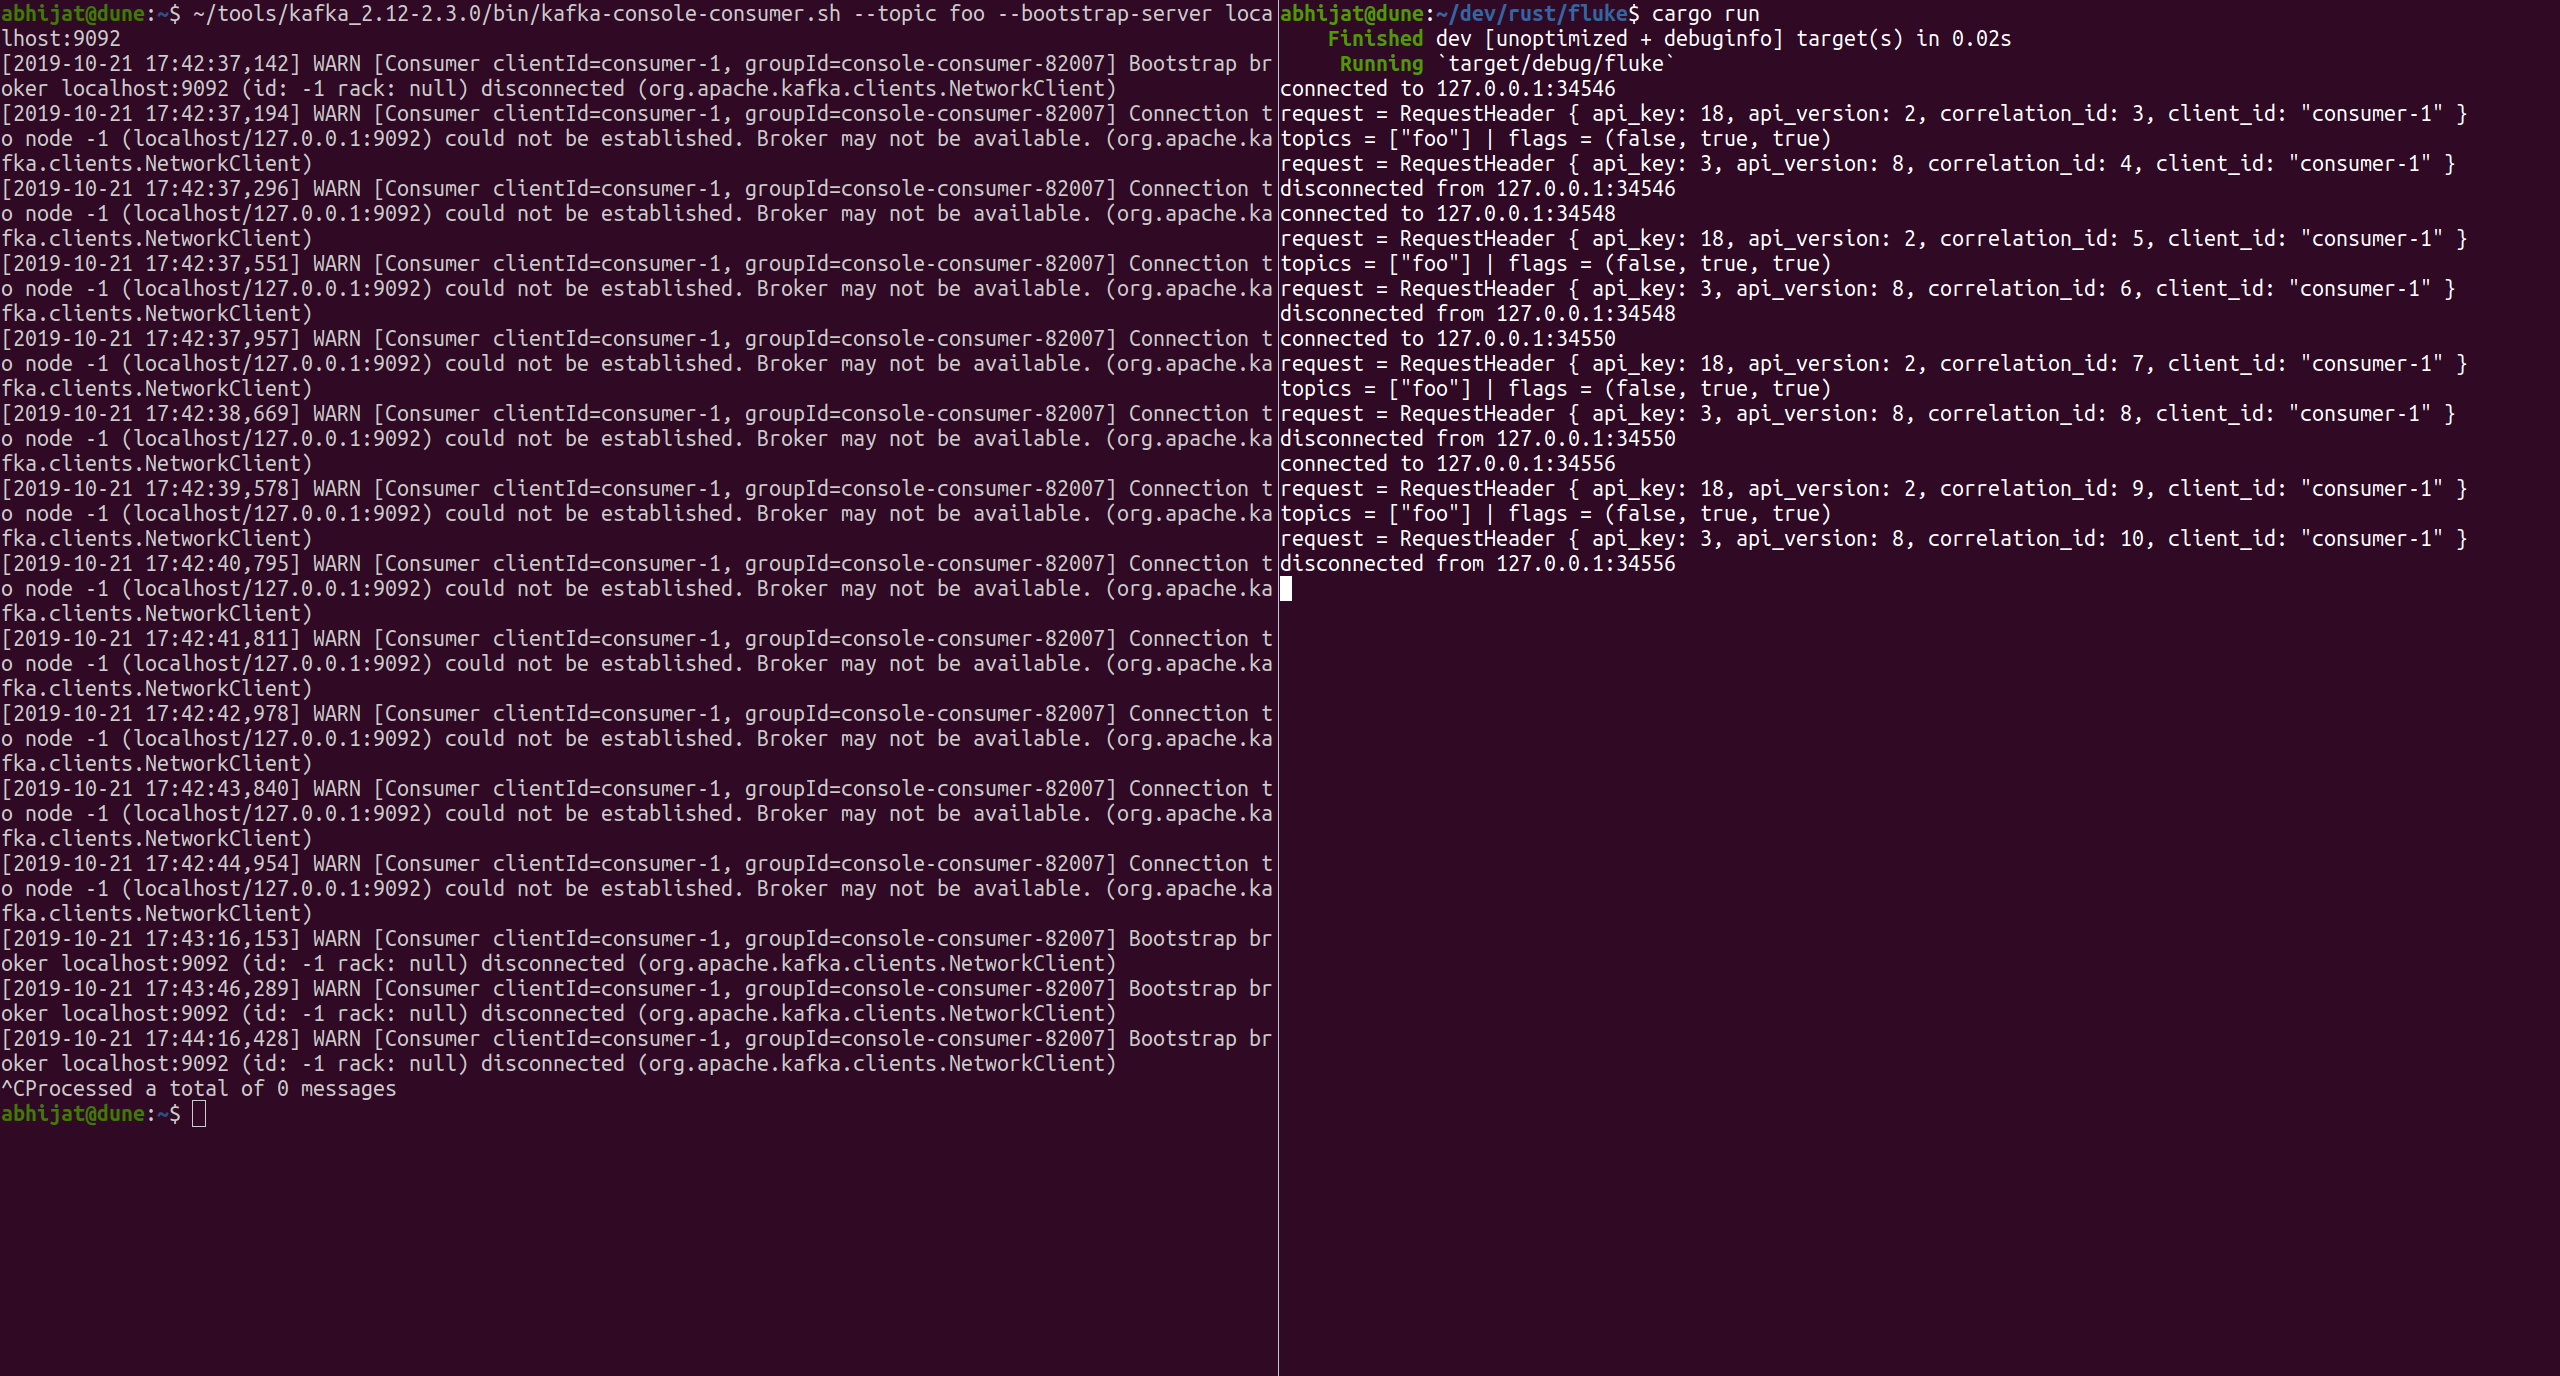 abhijat@dune:~$ ~/tools/kafka_2.12-2.3.0/bin/kafka-console-consumer.sh --topic foo --bootstrap-server loca
lhost:9092
[2019-10-21 17:42:37,142] WARN [Consumer clientId=consumer-1, groupId=console-consumer-82007] Bootstrap br
oker localhost:9092 (id: -1 rack: null) disconnected (org.apache.kafka.clients.NetworkClient)
[2019-10-21 17:42:37,194] WARN [Consumer clientId=consumer-1, groupId=console-consumer-82007] Connection t
o node -1 (localhost/127.0.0.1:9092) could not be established. Broker may not be available. (org.apache.ka
fka.clients.NetworkClient)
[2019-10-21 17:42:37,296] WARN [Consumer clientId=consumer-1, groupId=console-consumer-82007] Connection t
o node -1 (localhost/127.0.0.1:9092) could not be established. Broker may not be available. (org.apache.ka
fka.clients.NetworkClient)
[2019-10-21 17:42:37,551] WARN [Consumer clientId=consumer-1, groupId=console-consumer-82007] Connection t
o node -1 (localhost/127.0.0.1:9092) could not be established. Broker may not be available. (org.apache.ka
fka.clients.NetworkClient)
[2019-10-21 17:42:37,957] WARN [Consumer clientId=consumer-1, groupId=console-consumer-82007] Connection t
o node -1 (localhost/127.0.0.1:9092) could not be established. Broker may not be available. (org.apache.ka
fka.clients.NetworkClient)
[2019-10-21 17:42:38,669] WARN [Consumer clientId=consumer-1, groupId=console-consumer-82007] Connection t
o node -1 (localhost/127.0.0.1:9092) could not be established. Broker may not be available. (org.apache.ka
fka.clients.NetworkClient)
[2019-10-21 17:42:39,578] WARN [Consumer clientId=consumer-1, groupId=console-consumer-82007] Connection t
o node -1 (localhost/127.0.0.1:9092) could not be established. Broker may not be available. (org.apache.ka
fka.clients.NetworkClient)
[2019-10-21 17:42:40,795] WARN [Consumer clientId=consumer-1, groupId=console-consumer-82007] Connection t
o node -1 (localhost/127.0.0.1:9092) could not be established. Broker may not be available. (org.apache.ka
fka.clients.NetworkClient)
[2019-10-21 17:42:41,811] WARN [Consumer clientId=consumer-1, groupId=console-consumer-82007] Connection t
o node -1 (localhost/127.0.0.1:9092) could not be established. Broker may not be available. (org.apache.ka
fka.clients.NetworkClient)
[2019-10-21 17:42:42,978] WARN [Consumer clientId=consumer-1, groupId=console-consumer-82007] Connection t
o node -1 (localhost/127.0.0.1:9092) could not be established. Broker may not be available. (org.apache.ka
fka.clients.NetworkClient)
[2019-10-21 17:42:43,840] WARN [Consumer clientId=consumer-1, groupId=console-consumer-82007] Connection t
o node -1 (localhost/127.0.0.1:9092) could not be established. Broker may not be available. (org.apache.ka
fka.clients.NetworkClient)
[2019-10-21 17:42:44,954] WARN [Consumer clientId=consumer-1, groupId=console-consumer-82007] Connection t
o node -1 (localhost/127.0.0.1:9092) could not be established. Broker may not be available. (org.apache.ka
fka.clients.NetworkClient)
[2019-10-21 17:43:16,153] WARN [Consumer clientId=consumer-1, groupId=console-consumer-82007] Bootstrap br
oker localhost:9092 (id: -1 rack: null) disconnected (org.apache.kafka.clients.NetworkClient)
[2019-10-21 17:43:46,289] WARN [Consumer clientId=consumer-1, groupId=console-consumer-82007] Bootstrap br
oker localhost:9092 (id: -1 rack: null) disconnected (org.apache.kafka.clients.NetworkClient)
[2019-10-21 17:44:16,428] WARN [Consumer clientId=consumer-1, groupId=console-consumer-82007] Bootstrap br
oker localhost:9092 (id: -1 rack: null) disconnected (org.apache.kafka.clients.NetworkClient)
^CProcessed a total of 0 messages
abhijat@dune:~$
abhijat@dune:~/dev/rust/fluke$ cargo run
Finished dev [unoptimized + debuginfo] target(s) in 0.02s
Running `target/debug/fluke`
connected to 127.0.0.1:34546
request = RequestHeader { api_key: 18, api_version: 2, correlation_id: 3, client_id: "consumer-1" }
topics = ["foo"] | flags = (false, true, true)
request = RequestHeader { api_key: 3, api_version: 8, correlation_id: 4, client_id: "consumer-1" }
disconnected from 127.0.0.1:34546
connected to 127.0.0.1:34548
request = RequestHeader { api_key: 18, api_version: 2, correlation_id: 5, client_id: "consumer-1" }
topics = ["foo"] | flags = (false, true, true)
request = RequestHeader { api_key: 3, api_version: 8, correlation_id: 6, client_id: "consumer-1" }
disconnected from 127.0.0.1:34548
connected to 127.0.0.1:34550
request = RequestHeader { api_key: 18, api_version: 2, correlation_id: 7, client_id: "consumer-1" }
topics = ["foo"] | flags = (false, true, true)
request = RequestHeader { api_key: 3, api_version: 8, correlation_id: 8, client_id: "consumer-1" }
disconnected from 127.0.0.1:34550
connected to 127.0.0.1:34556
request = RequestHeader { api_key: 18, api_version: 2, correlation_id: 9, client_id: "consumer-1" }
topics = ["foo"] | flags = (false, true, true)
request = RequestHeader { api_key: 3, api_version: 8, correlation_id: 10, client_id: "consumer-1" }
disconnected from 127.0.0.1:34556